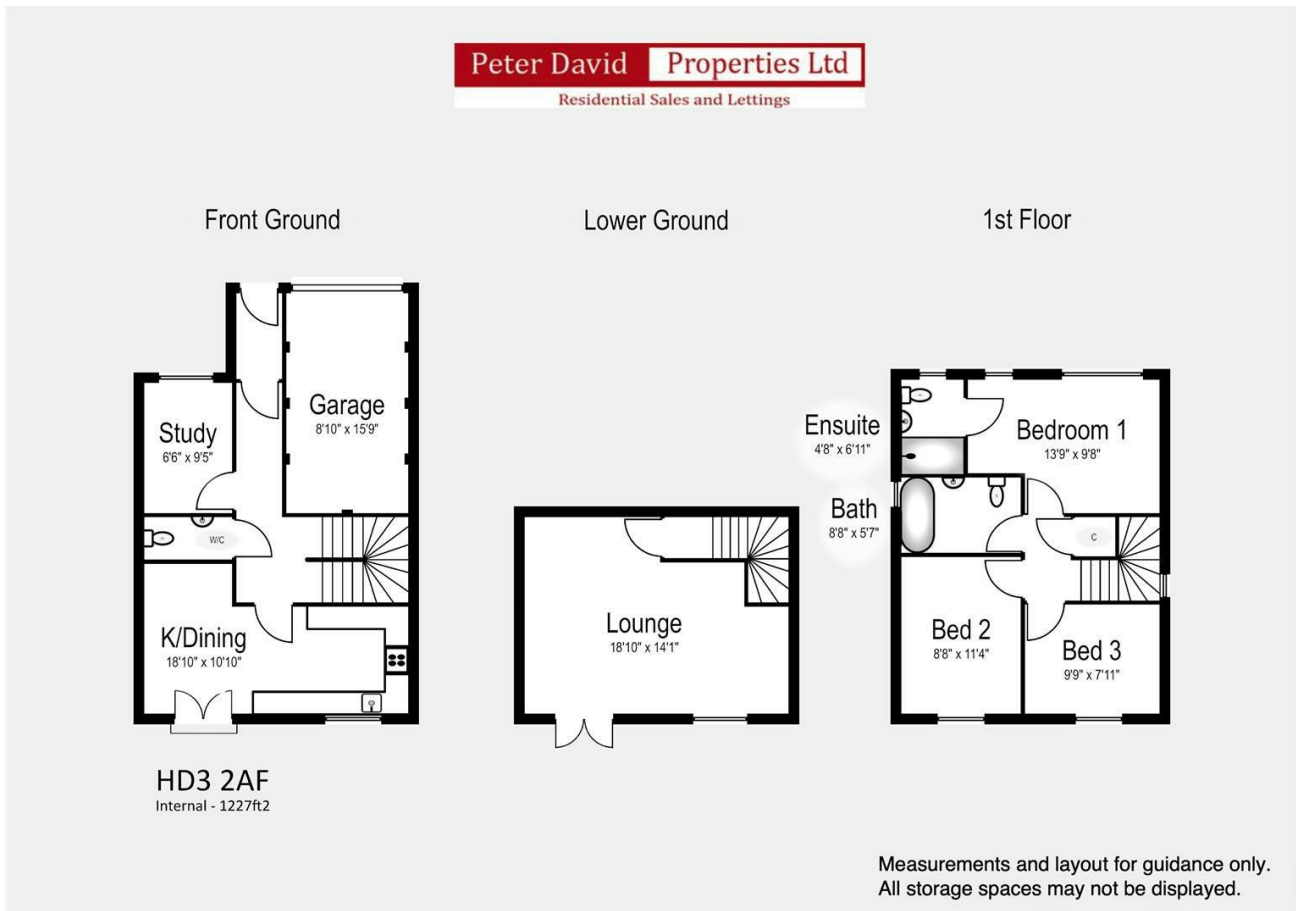 Peter David Properties Ltd
Residential Sales and Lettings
Front Ground
Lower Ground
1st Floor
Garage
8'10" x 15'9"
Study
6'6" x 9'5"
W/C
K/Dining
18'10" x 10'10"
Lounge
18'10" x 14'1"
Ensuite
4'8" x 6'11"
Bedroom 1
13'9" x 9'8"
Bath
8'8" x 5'7"
C
Bed 2
8'8" x 11'4"
Bed 3
9'9" x 7'11"
HD3 2AF
Internal - 1227ft2
Measurements and layout for guidance only.
All storage spaces may not be displayed.